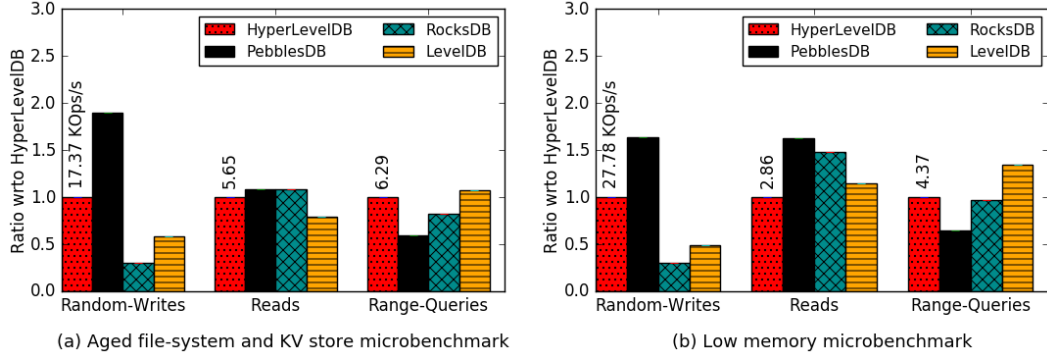 Ratio wrto HyperLevelDB
3.0
2.5
2.0
1.5
1.0
0.5
0.0
HyperLevelDB
PebblesDB
RocksDB
LevelDB
17.37 KOps/s
5.65
6.29
Random-Writes
Reads
Range-Queries
(a) Aged file-system and KV store microbenchmark
Ratio wrto HyperLevelDB
3.0
2.5
2.0
1.5
1.0
0.5
0.0
HyperLevelDB
PebblesDB
RocksDB
LevelDB
27.78 KOps/s
2.86
4.37
Random-Writes
Reads
Range-Queries
(b) Low memory microbenchmark